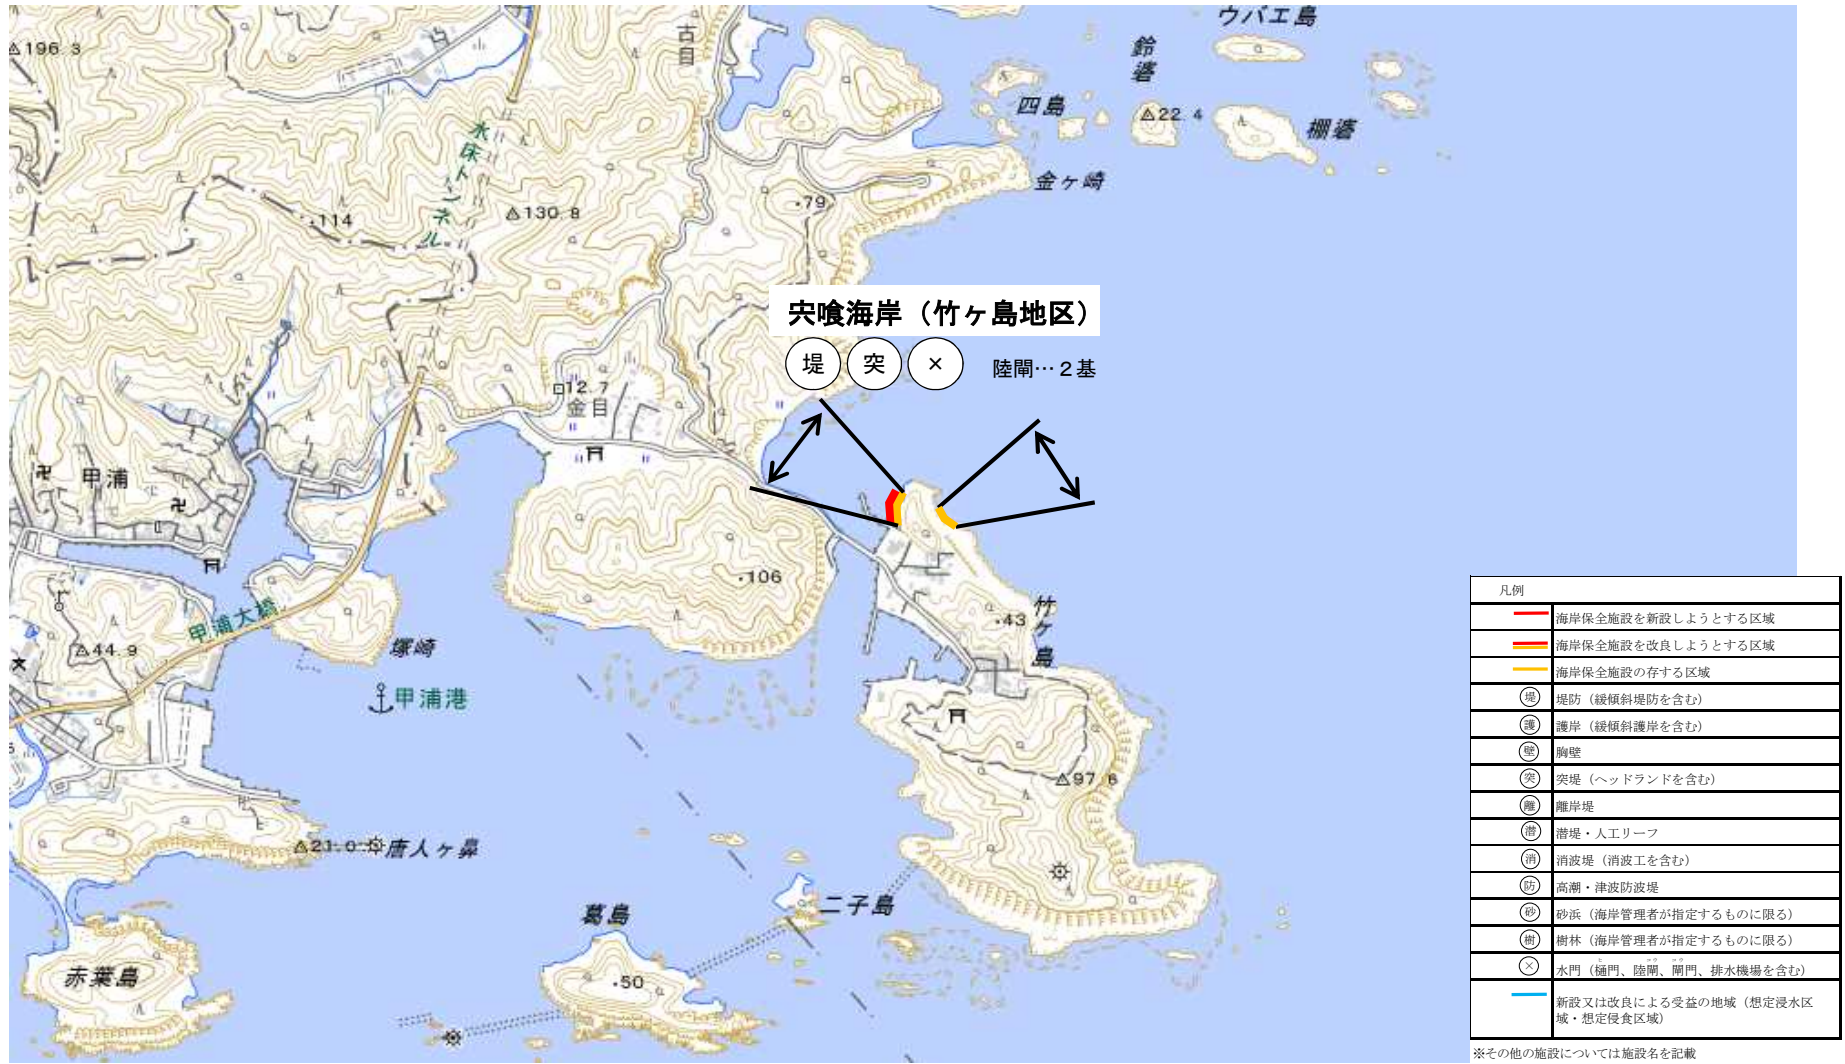 ウバエ島
196.3
古目
鈴碆
四島
22.4
棚碆
水床トンネル
金ヶ崎
79
114
130.8
宍喰海岸（竹ヶ島地区）
堤
突
×
陸閘…２基
12.7
金目
甲浦
106
竹ヶ島
43
甲浦大橋
44.9
塚崎
甲浦港
97.6
21.0
唐人ヶ鼻
二子島
葛島
赤葉島
50
凡例
海岸保全施設を新設しようとする区域
海岸保全施設を改良しようとする区域
海岸保全施設の存する区域
堤 堤防（緩傾斜堤防を含む）
護 護岸（緩傾斜護岸を含む）
壁 胸壁
突 突堤（ヘッドランドを含む）
離 離岸堤
潜 潜堤・人工リーフ
消 消波堤（消波工を含む）
防 高潮・津波防波堤
砂 砂浜（海岸管理者が指定するものに限る）
樹 樹林（海岸管理者が指定するものに限る）
× 水門（樋門、陸閘、閘門、排水機場を含む）
新設又は改良による受益の地域（想定浸水区
域・想定侵食区域）
※その他の施設については施設名を記載